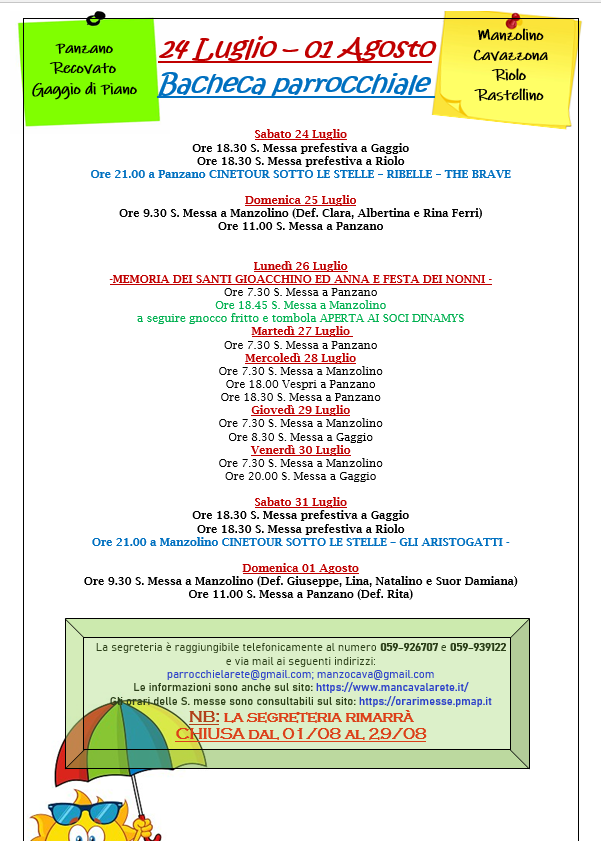 Panzano
Recovato
Gaggio di Piano
24 Luglio – 01 Agosto
Bacheca parrocchiale
Manzolino
Cavazzona
Riolo
Rastellino
Sabato 24 Luglio
Ore 18.30 S. Messa prefestiva a Gaggio
Ore 18.30 S. Messa prefestiva a Riolo
Ore 21.00 a Panzano CINETOUR SOTTO LE STELLE – RIBELLE – THE BRAVE
Domenica 25 Luglio
Ore 9.30 S. Messa a Manzolino (Def. Clara, Albertina e Rina Ferri)
Ore 11.00 S. Messa a Panzano
Lunedì 26 Luglio
-MEMORIA DEI SANTI GIOACCHINO ED ANNA E FESTA DEI NONNI -
Ore 7.30 S. Messa a Panzano
Ore 18.45 S. Messa a Manzolino
a seguire gnocco fritto e tombola APERTA AI SOCI DINAMYS
Martedì 27 Luglio
Ore 7.30 S. Messa a Panzano
Mercoledì 28 Luglio
Ore 7.30 S. Messa a Manzolino
Ore 18.00 Vespri a Panzano
Ore 18.30 S. Messa a Panzano
Giovedì 29 Luglio
Ore 7.30 S. Messa a Manzolino
Ore 8.30 S. Messa a Gaggio
Venerdì 30 Luglio
Ore 7.30 S. Messa a Manzolino
Ore 20.00 S. Messa a Gaggio
Sabato 31 Luglio
Ore 18.30 S. Messa prefestiva a Gaggio
Ore 18.30 S. Messa prefestiva a Riolo
Ore 21.00 a Manzolino CINETOUR SOTTO LE STELLE – GLI ARISTOGATTI -
Domenica 01 Agosto
Ore 9.30 S. Messa a Manzolino (Def. Giuseppe, Lina, Natalino e Suor Damiana)
Ore 11.00 S. Messa a Panzano (Def. Rita)
La segreteria è raggiungibile telefonicamente al numero 059-926707 e 059-939122
e via mail ai seguenti indirizzi:
parrocchielarete@gmail.com; manzocava@gmail.com
Le informazioni sono anche sul sito: https://www.mancavalarete.it/
Gli orari delle S. messe sono consultabili sul sito: https://orarimesse.pmap.it
NB: LA SEGRETERIA RIMARRÀ
CHIUSA DAL 01/08 AL 29/08